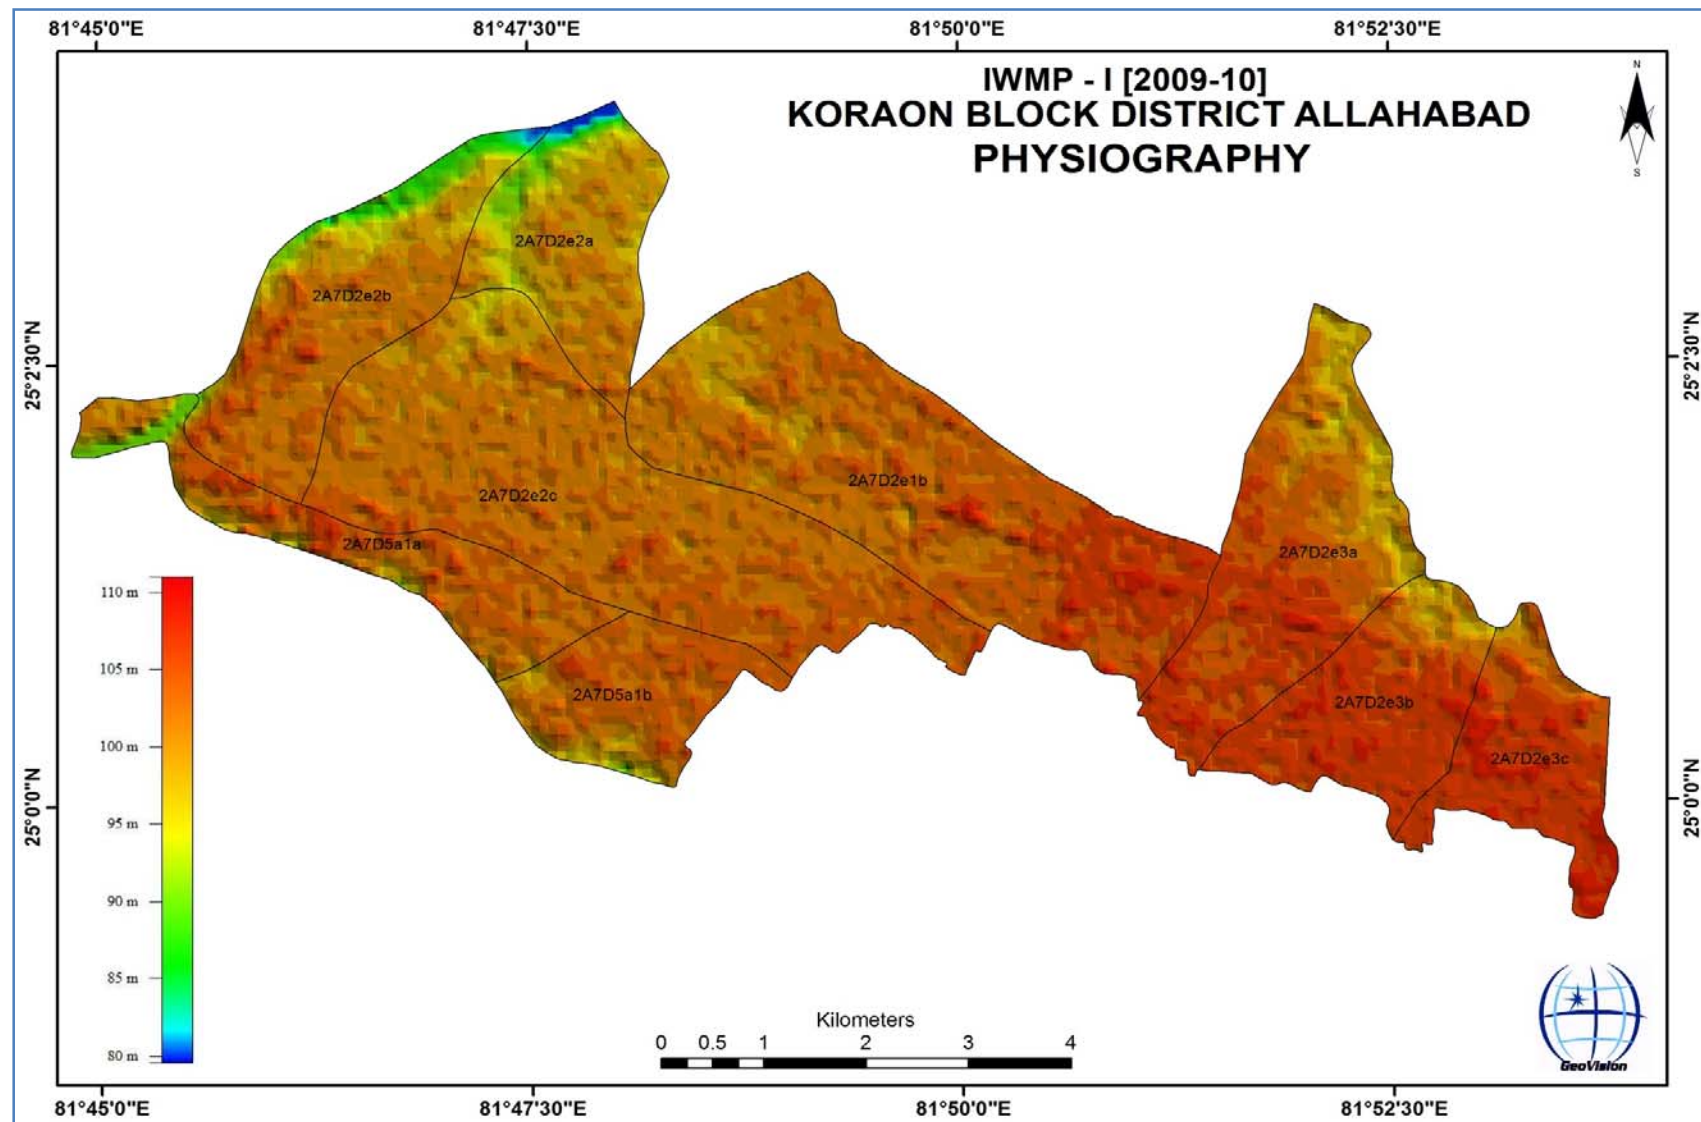 81°45'0"E 81°47'30"E 81°50'0"E 81°52'30"E
IWMP - I [2009-10]
KORAON BLOCK DISTRICT ALLAHABAD
PHYSIOGRAPHY
N
S
2A7D2e2a
2A7D2e2b
25°2'30"N
25°2'30"N
2A7D2e1b
2A7D2e2c
2A7D5a1a
2A7D2e3a
2A7D5a1b
2A7D2e3b
2A7D2e3c
25°0'0"N
25°0'0"N
110 m
105 m
100 m
95 m
90 m
85 m
80 m
Kilometers
0 0.5 1 2 3 4
GeoVision
81°45'0"E 81°47'30"E 81°50'0"E 81°52'30"E